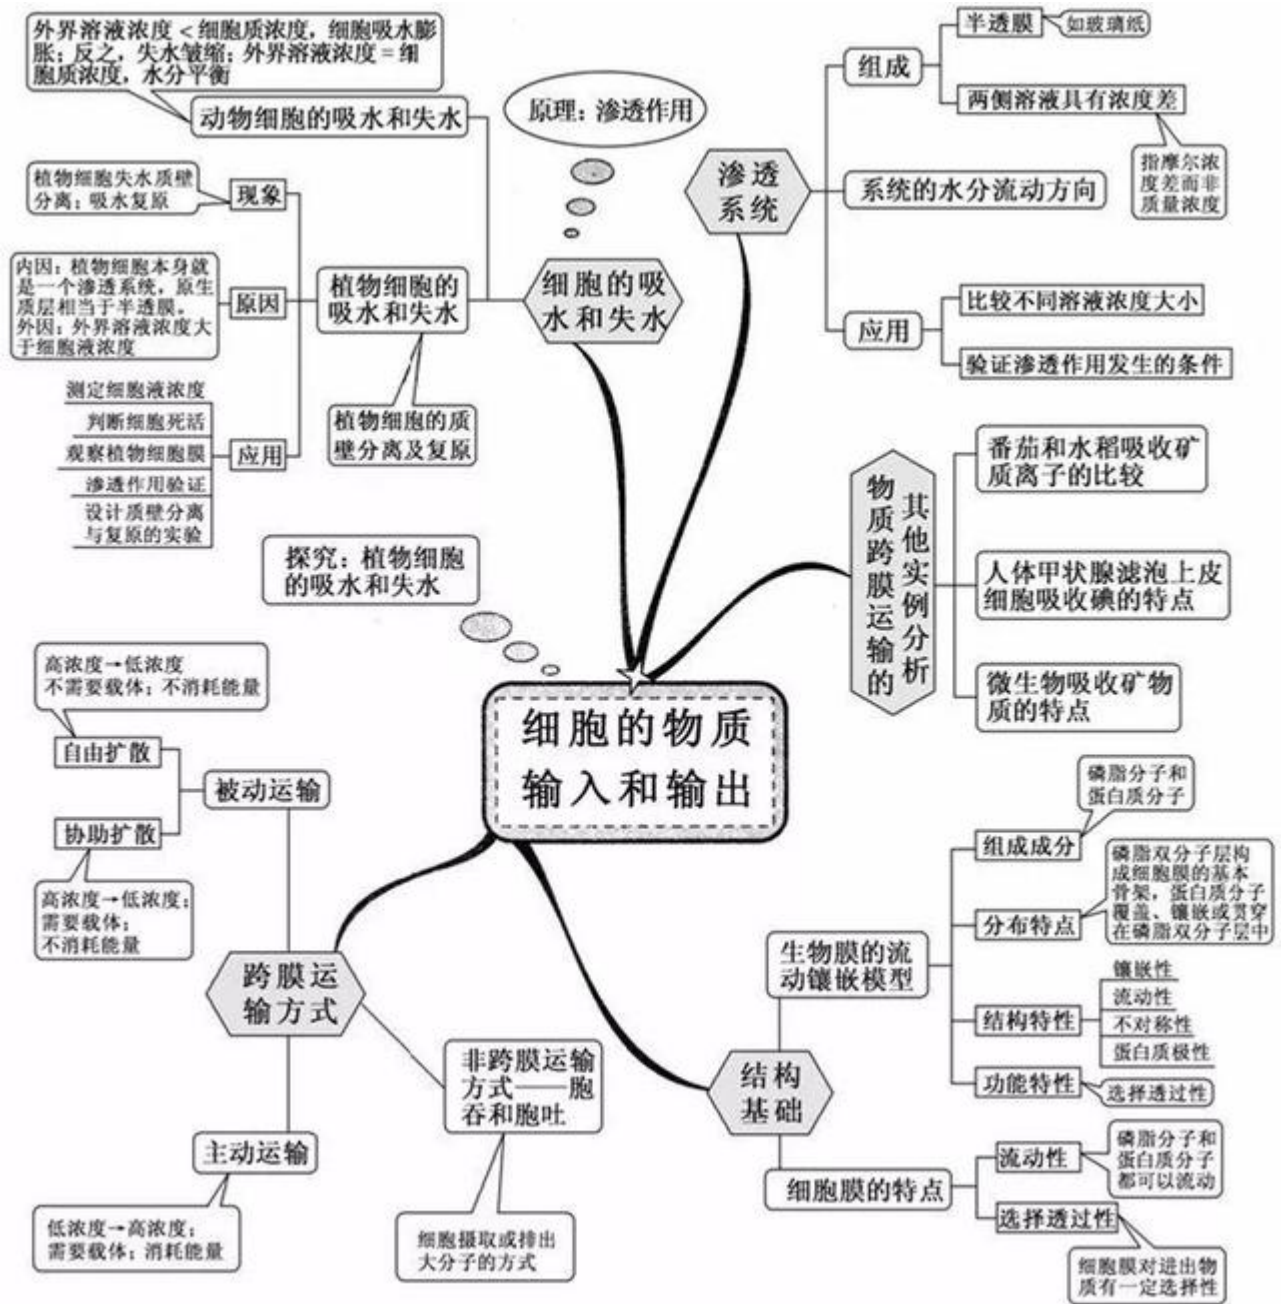 外界溶液浓度＜细胞质浓度，细胞吸水膨
胀；反之，失水皱缩；外界溶液浓度＝细
胞质浓度，水分平衡
动物细胞的吸水和失水
原理：渗透作用
植物细胞失水质壁
分离；吸水复原
现象
内因：植物细胞本身就
是一个渗透系统，原生
质层相当于半透膜。
外因：外界溶液浓度大
于细胞液浓度
原因
植物细胞的
吸水和失水
细胞的吸
水和失水
植物细胞的质
壁分离及复原
测定细胞液浓度
判断细胞死活
观察植物细胞膜
渗透作用验证
设计质壁分离
与复原的实验
应用
探究：植物细胞
的吸水和失水
渗透
系统
组成
半透膜
如玻璃纸
两侧溶液具有浓度差
指摩尔浓
度差而非
质量浓度
系统的水分流动方向
应用
比较不同溶液浓度大小
验证渗透作用发生的条件
物质跨膜运输的
其他实例分析
番茄和水稻吸收矿
质离子的比较
人体甲状腺滤泡上皮
细胞吸收碘的特点
微生物吸收矿物
质的特点
细胞的物质
输入和输出
高浓度→低浓度
不需要载体；不消耗能量
自由扩散
被动运输
协助扩散
高浓度→低浓度；
需要载体；
不消耗能量
跨膜运
输方式
非跨膜运输
方式——胞
吞和胞吐
细胞摄取或排出
大分子的方式
主动运输
低浓度→高浓度；
需要载体；消耗能量
结构
基础
生物膜的流
动镶嵌模型
组成成分
磷脂分子和
蛋白质分子
分布特点
磷脂双分子层构
成细胞膜的基本
骨架，蛋白质分子
覆盖、镶嵌或贯穿
在磷脂双分子层中
结构特性
镶嵌性
流动性
不对称性
蛋白质极性
功能特性
选择透过性
细胞膜的特点
流动性
磷脂分子和
蛋白质分子
都可以流动
选择透过性
细胞膜对进出物
质有一定选择性